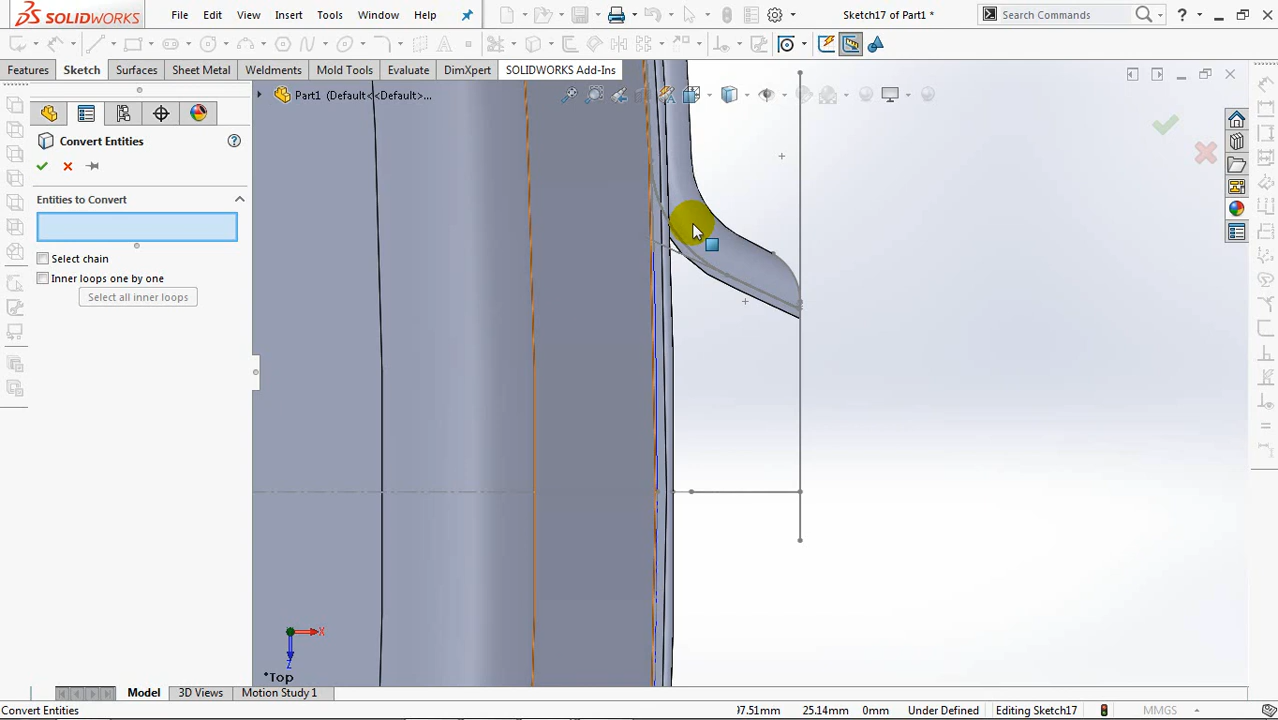 SOLIDWORKS File Edit View Insert Tools Window Help Sketch17 of Part1 * Search Commands ?
Features Sketch Surfaces Sheet Metal Weldments Mold Tools Evaluate DimXpert SOLIDWORKS Add-Ins
Part1 (Default<<Default>...
Convert Entities ?
Entities to Convert
Select chain
Inner loops one by one
Select all inner loops
X
Z
*Top
Model 3D Views Motion Study 1
Convert Entities 25.14mm 0mm Under Defined Editing Sketch17 MMGS